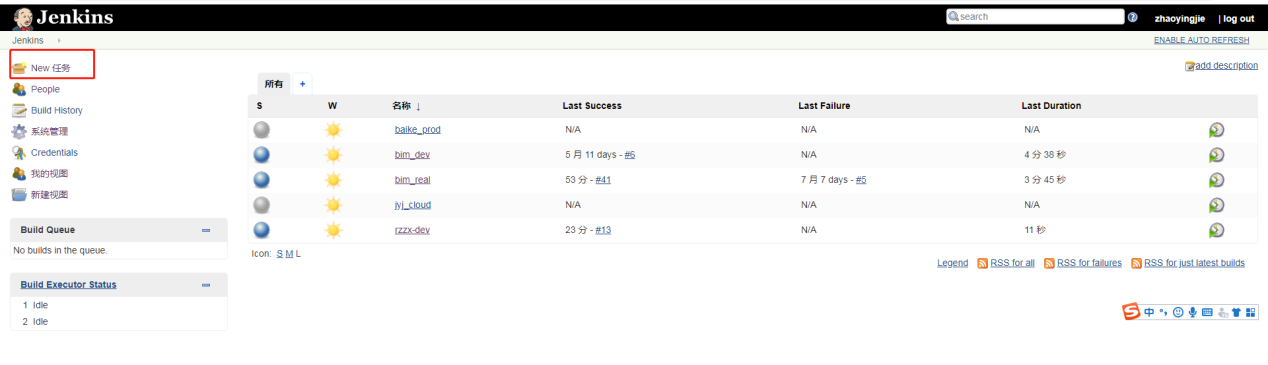 Jenkins
search
zhaoyingjie | log out
Jenkins ›
ENABLE AUTO REFRESH
New 任务
People
Build History
系统管理
Credentials
我的视图
新建视图
Build Queue
No builds in the queue.
Build Executor Status
1 Idle
2 Idle
add description
所有 +
S W 名称 ↓ Last Success Last Failure Last Duration
baike_prod N/A N/A N/A
bim_dev 5 月 11 days - #6 N/A 4 分 38 秒
bim_real 53 分 - #41 7 月 7 days - #5 3 分 45 秒
jyj_cloud N/A N/A N/A
rzzx-dev 23 分 - #13 N/A 11 秒
Icon: S M L
Legend RSS for all RSS for failures RSS for just latest builds
S 中